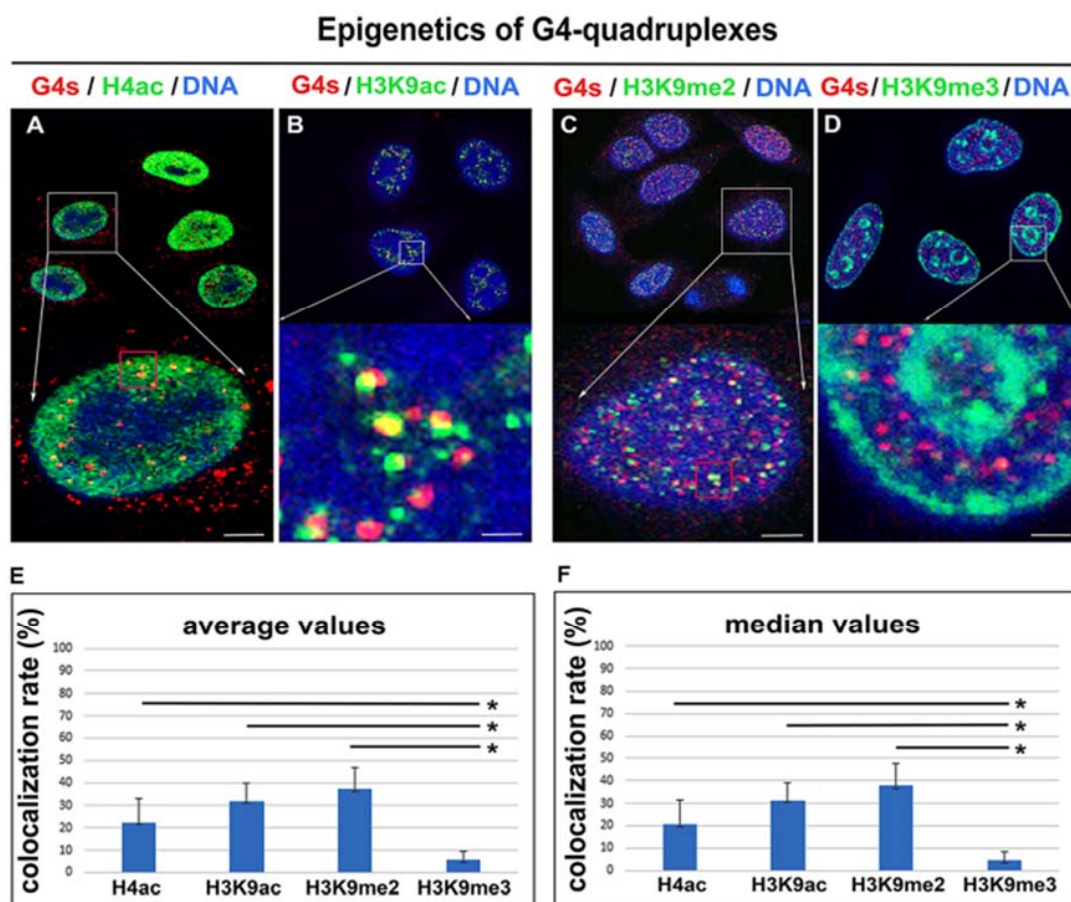 Epigenetics of G4-quadruplexes
G4s / H4ac / DNA
G4s / H3K9ac / DNA
G4s / H3K9me2 / DNA
G4s/H3K9me3/DNA
A
B
C
D
E
average values
colocalization rate (%)
100
90
80
70
60
50
40
30
20
10
0
*
*
*
H4ac H3K9ac H3K9me2 H3K9me3
F
median values
colocalization rate (%)
100
90
80
70
60
50
40
30
20
10
0
*
*
*
H4ac H3K9ac H3K9me2 H3K9me3